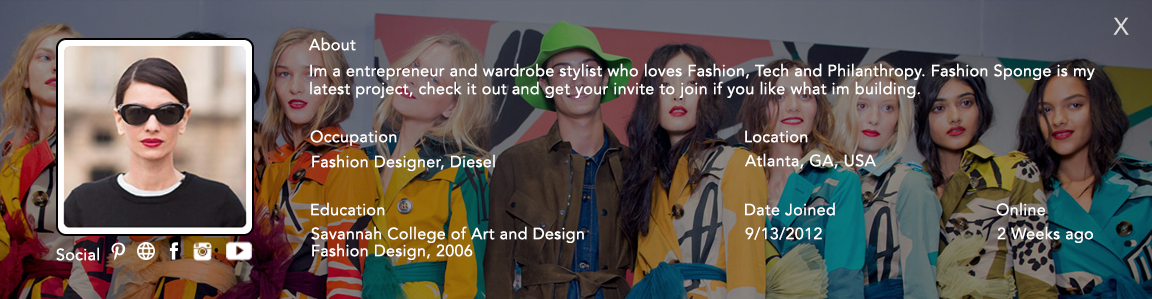 X
About
Im a entrepreneur and wardrobe stylist who loves Fashion, Tech and Philanthropy. Fashion Sponge is my
latest project, check it out and get your invite to join if you like what im building.
Occupation
Fashion Designer, Diesel
Location
Atlanta, GA, USA
Education
Savannah College of Art and Design
Fashion Design, 2006
Date Joined
9/13/2012
Online
2 Weeks ago
Social